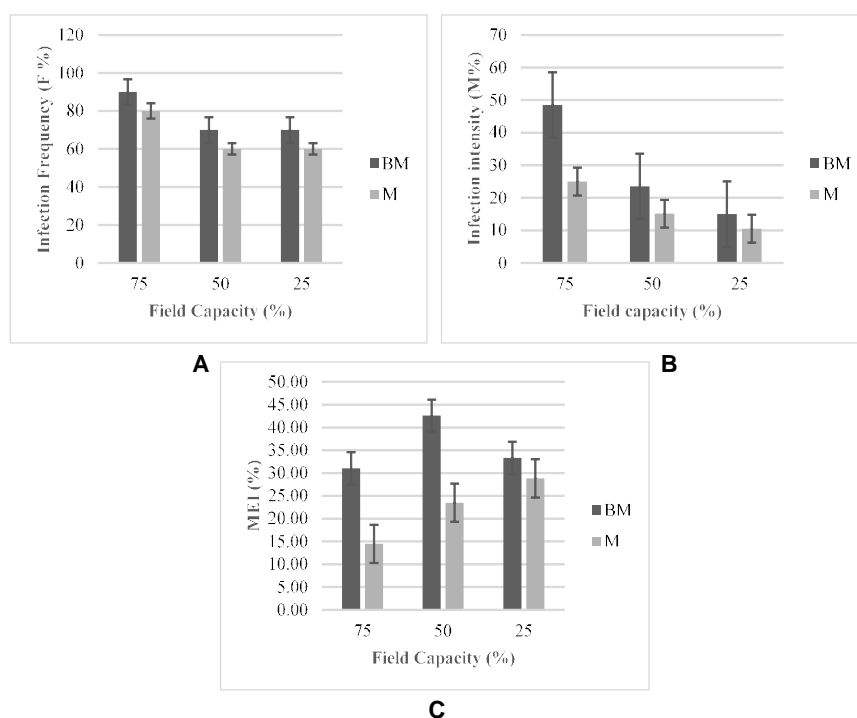 120
100
80
60
40
20
0
Infection Frequency (F %)
75 50 25
Field Capacity (%)
BM
M
A
70
60
50
40
30
20
10
0
Infection intensity (M%)
75 50 25
Field capacity (%)
BM
M
B
50.00
45.00
40.00
35.00
30.00
25.00
20.00
15.00
10.00
5.00
0.00
MEI (%)
75 50 25
Field Capacity (%)
BM
M
C